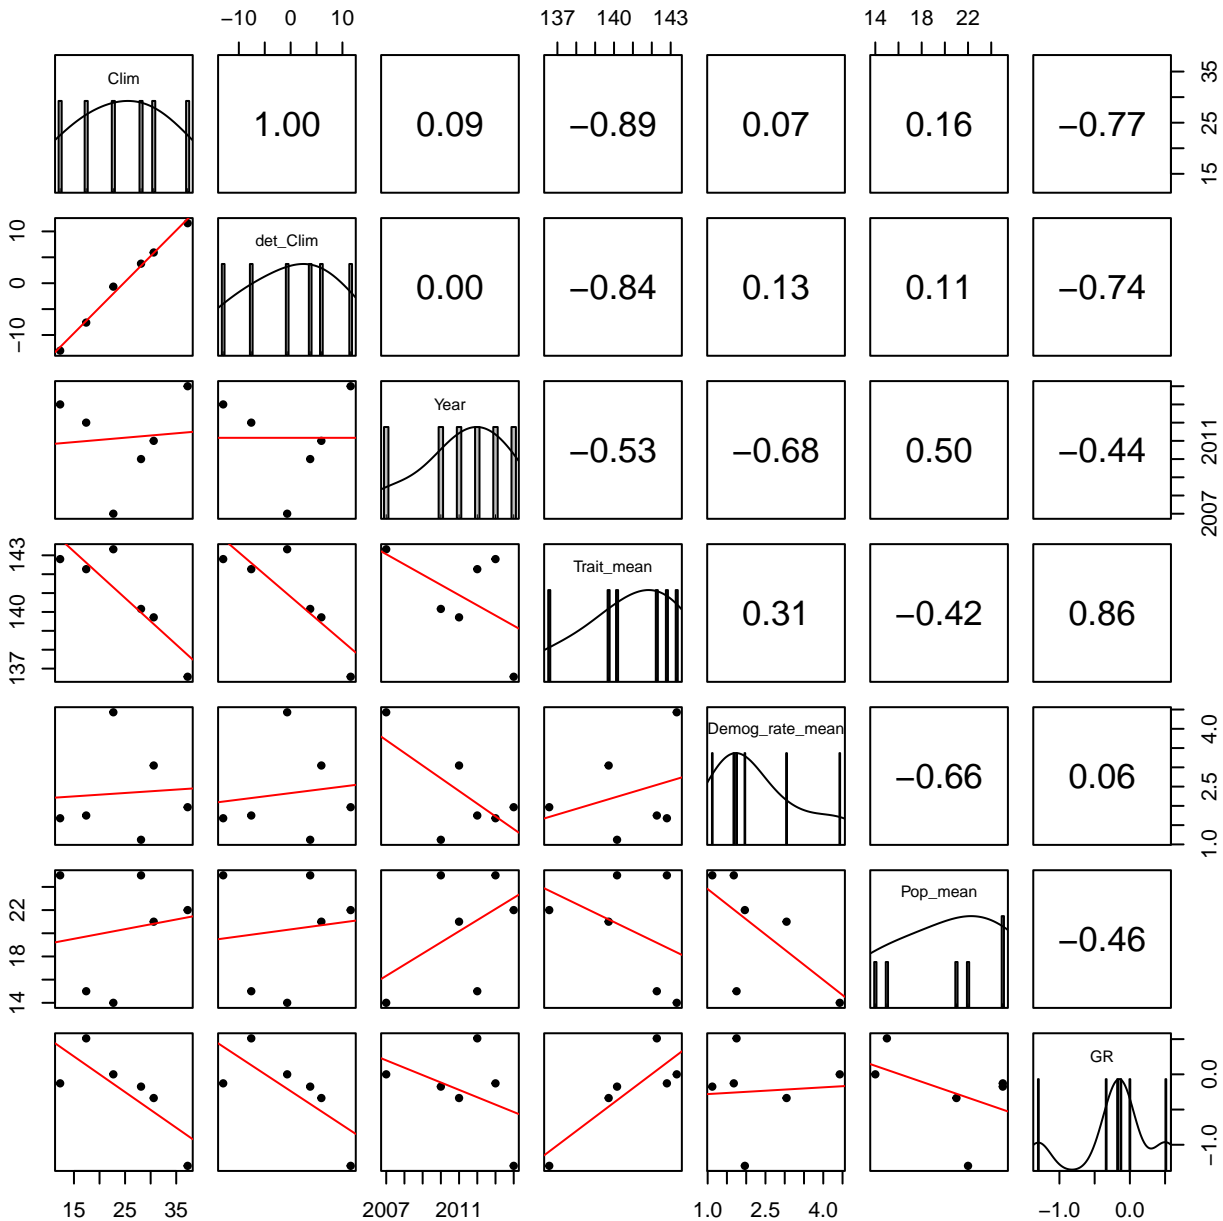 −10 0 10 137 140 143 14 18 22
Clim 1.00 0.09 −0.89 0.07 0.16 −0.77 15 25 35
−10 0 10 det_Clim 0.00 −0.84 0.13 0.11 −0.74
Year −0.53 −0.68 0.50 −0.44 2007 2011
137 140 143 Trait_mean 0.31 −0.42 0.86
Demog_rate_mean −0.66 0.06 1.0 2.5 4.0
14 18 22 Pop_mean −0.46
GR −1.0 0.0
15 25 35 2007 2011 1.0 2.5 4.0 −1.0 0.0